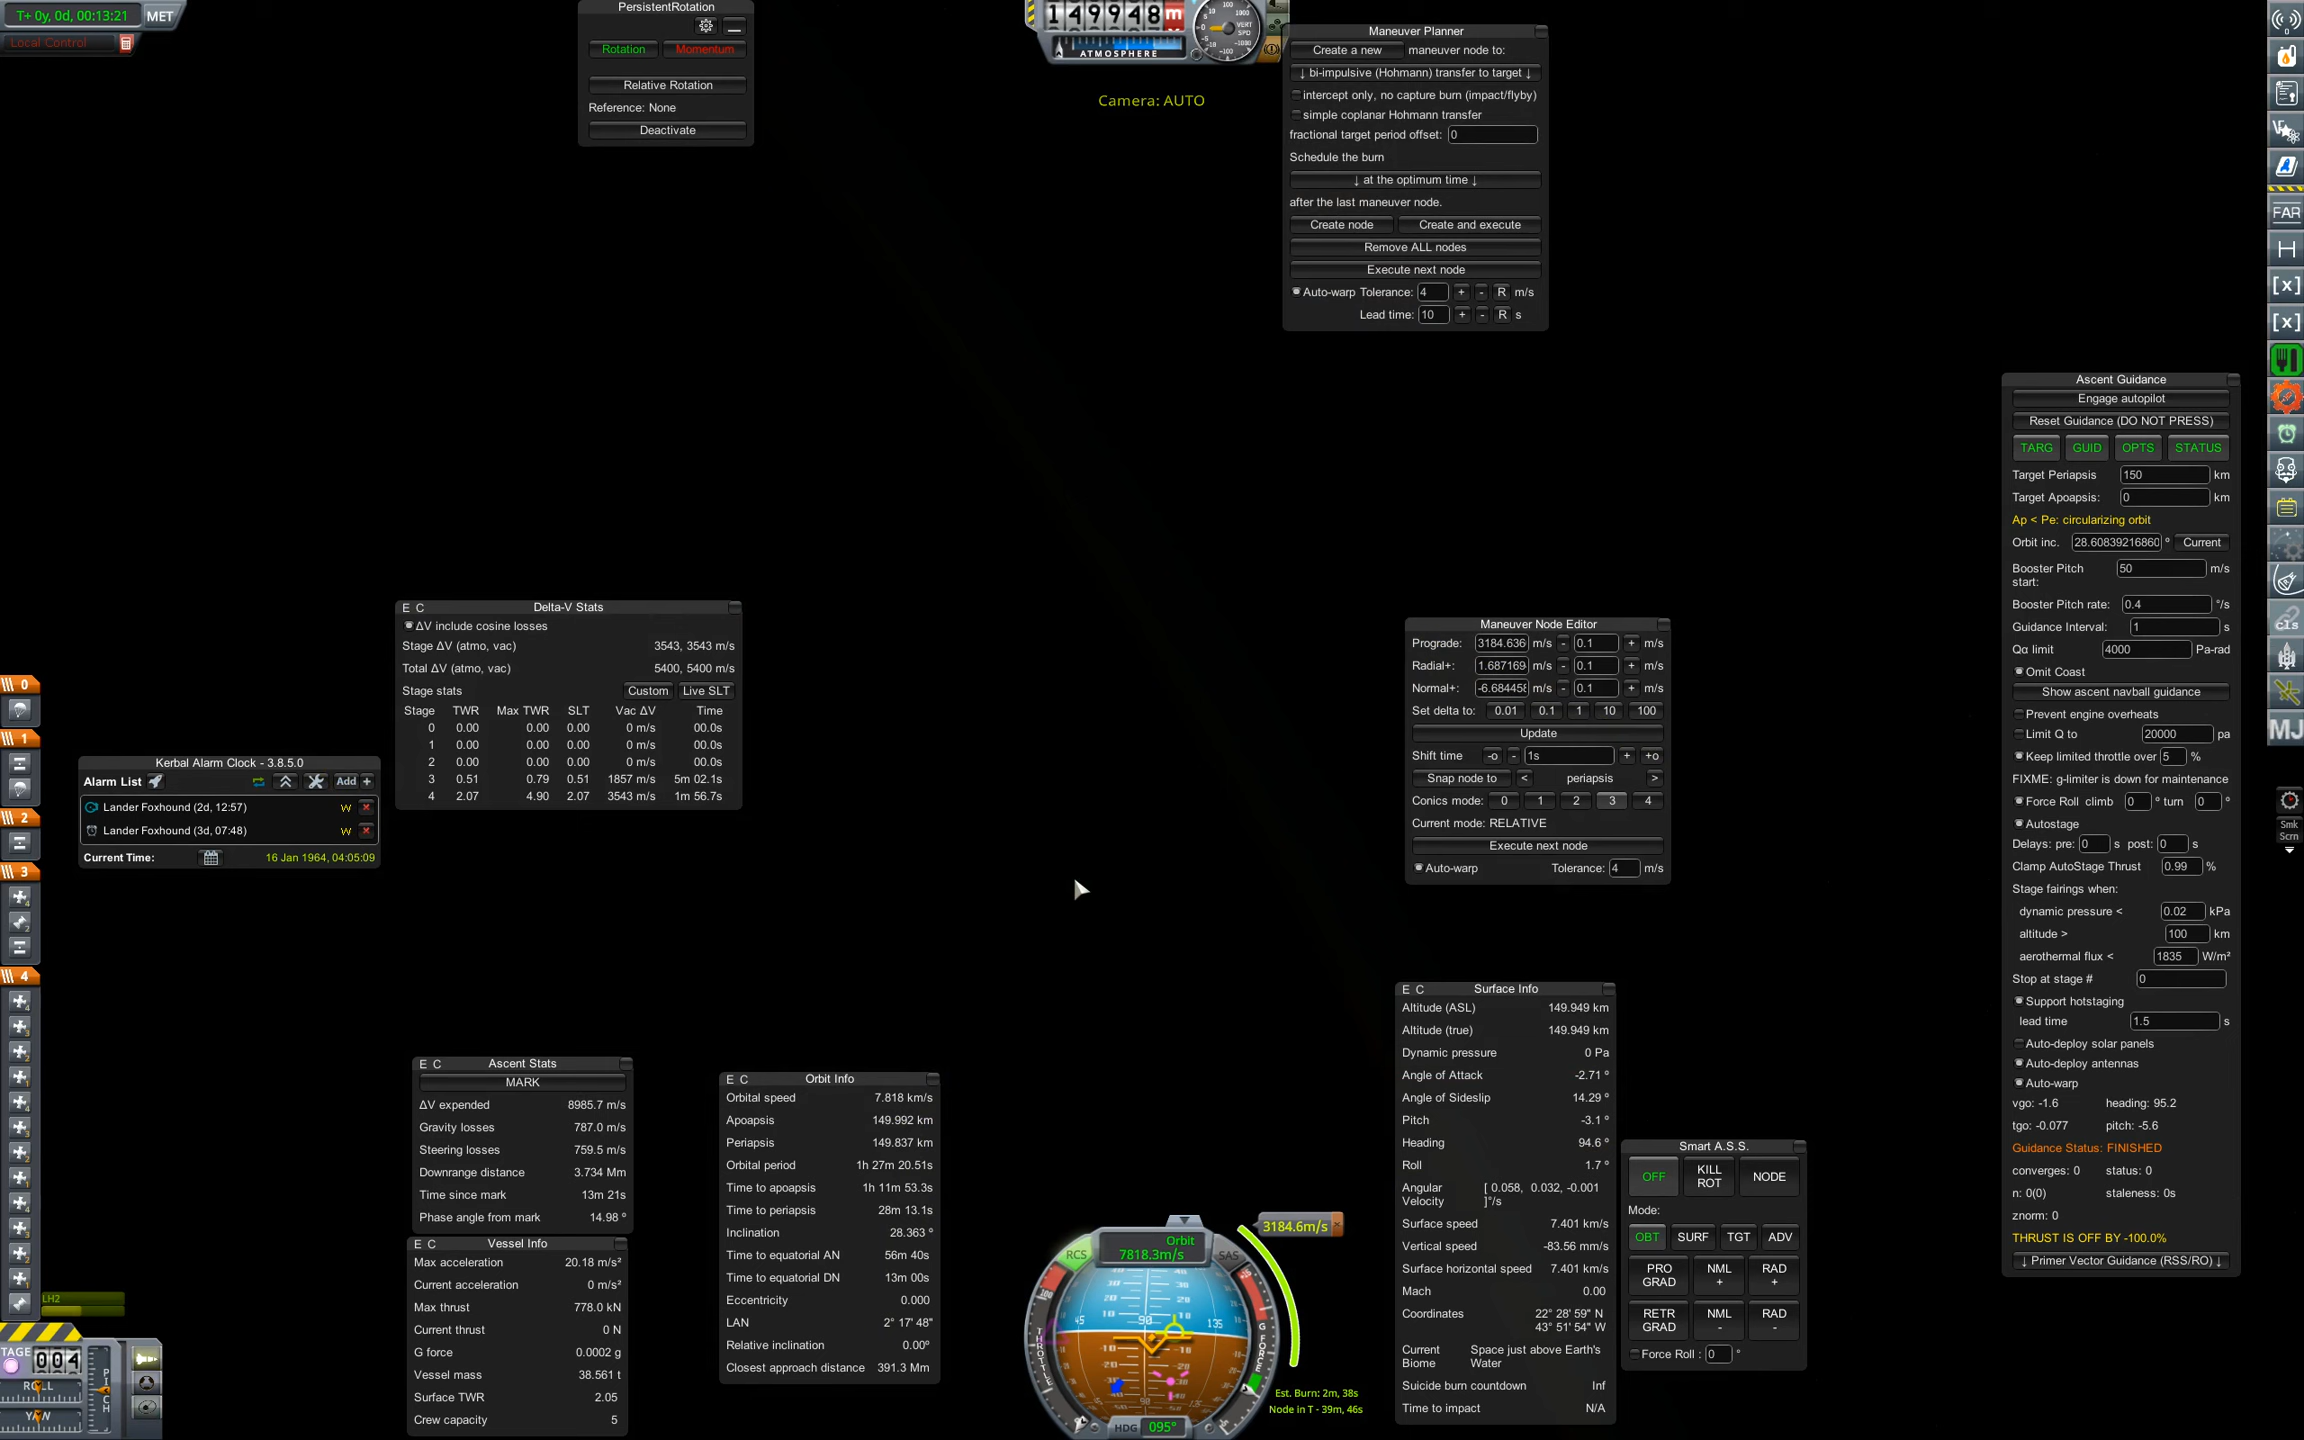 T+ 0y, 0d, 00:13:21 MET
Local Control
PersistentRotation
Rotation Momentum
Relative Rotation
Reference: None
Deactivate
149948m
ATMOSPHERE
VERT SPD
Camera: AUTO
Maneuver Planner
Create a new maneuver node to:
↓ bi-impulsive (Hohmann) transfer to target ↓
intercept only, no capture burn (impact/flyby)
simple coplanar Hohmann transfer
fractional target period offset: 0
Schedule the burn
↓ at the optimum time ↓
after the last maneuver node.
Create node Create and execute
Remove ALL nodes
Execute next node
Auto-warp Tolerance: 4 + - R m/s
Lead time: 10 + - R s
Ascent Guidance
Engage autopilot
Reset Guidance (DO NOT PRESS)
TARG GUID OPTS STATUS
Target Periapsis 150 km
Target Apoapsis: 0 km
Ap < Pe: circularizing orbit
Orbit inc. 28.60839216860 º Current
Booster Pitch start: 50 m/s
Booster Pitch rate: 0.4 °/s
Guidance Interval: 1 s
Qα limit 4000 Pa-rad
Omit Coast
Show ascent navball guidance
Prevent engine overheats
Limit Q to 20000 pa
Keep limited throttle over 5 %
FIXME: g-limiter is down for maintenance
Force Roll climb 0 º turn 0 º
Autostage
Delays: pre: 0 s post: 0 s
Clamp AutoStage Thrust 0.99 %
Stage fairings when:
dynamic pressure < 0.02 kPa
altitude > 100 km
aerothermal flux < 1835 W/m²
Stop at stage # 0
Support hotstaging
lead time 1.5 s
Auto-deploy solar panels
Auto-deploy antennas
Auto-warp
vgo: -1.6 heading: 95.2
tgo: -0.077 pitch: -5.6
Guidance Status: FINISHED
converges: 0 status: 0
n: 0(0) staleness: 0s
znorm: 0
THRUST IS OFF BY -100.0%
↓ Primer Vector Guidance (RSS/RO) ↓
FAR
[x]
[x]
cls
MJ
Smk
Scrn
E C Delta-V Stats
ΔV include cosine losses
Stage ΔV (atmo, vac) 3543, 3543 m/s
Total ΔV (atmo, vac) 5400, 5400 m/s
Stage stats Custom Live SLT
Stage TWR Max TWR SLT Vac ΔV Time
0 0.00 0.00 0.00 0 m/s 00.0s
1 0.00 0.00 0.00 0 m/s 00.0s
2 0.00 0.00 0.00 0 m/s 00.0s
3 0.51 0.79 0.51 1857 m/s 5m 02.1s
4 2.07 4.90 2.07 3543 m/s 1m 56.7s
Maneuver Node Editor
Prograde: 3184.636 m/s - 0.1 + m/s
Radial+: 1.687169 m/s - 0.1 + m/s
Normal+: -6.684458 m/s - 0.1 + m/s
Set delta to: 0.01 0.1 1 10 100
Update
Shift time -o - 1s + +o
Snap node to < periapsis >
Conics mode: 0 1 2 3 4
Current mode: RELATIVE
Execute next node
Auto-warp Tolerance: 4 m/s
Kerbal Alarm Clock - 3.8.5.0
Alarm List Add +
Lander Foxhound (2d, 12:57) W
Lander Foxhound (3d, 07:48) W
Current Time: 16 Jan 1964, 04:05:09
0
1
2
3
4
LH2
STAGE 004
ROLL
YAW
PITCH
E C Ascent Stats
MARK
ΔV expended 8985.7 m/s
Gravity losses 787.0 m/s
Steering losses 759.5 m/s
Downrange distance 3.734 Mm
Time since mark 13m 21s
Phase angle from mark 14.98 º
E C Vessel Info
Max acceleration 20.18 m/s²
Current acceleration 0 m/s²
Max thrust 778.0 kN
Current thrust 0 N
G force 0.0002 g
Vessel mass 38.561 t
Surface TWR 2.05
Crew capacity 5
E C Orbit Info
Orbital speed 7.818 km/s
Apoapsis 149.992 km
Periapsis 149.837 km
Orbital period 1h 27m 20.51s
Time to apoapsis 1h 11m 53.3s
Time to periapsis 28m 13.1s
Inclination 28.363 º
Time to equatorial AN 56m 40s
Time to equatorial DN 13m 00s
Eccentricity 0.000
LAN 2° 17' 48"
Relative inclination 0.00º
Closest approach distance 391.3 Mm
RCS Orbit SAS
7818.3m/s
3184.6m/s
THROTTLE
G FORCE
45 90 135
HDG 095°
Est. Burn: 2m, 38s
Node in T - 39m, 46s
E C Surface Info
Altitude (ASL) 149.949 km
Altitude (true) 149.949 km
Dynamic pressure 0 Pa
Angle of Attack -2.71 º
Angle of Sideslip 14.29 º
Pitch -3.1 º
Heading 94.6 º
Roll 1.7 º
Angular Velocity [ 0.058, 0.032, -0.001 ]°/s
Surface speed 7.401 km/s
Vertical speed -83.56 mm/s
Surface horizontal speed 7.401 km/s
Mach 0.00
Coordinates 22° 28' 59" N
43° 51' 54" W
Current Biome Space just above Earth's Water
Suicide burn countdown Inf
Time to impact N/A
Smart A.S.S.
OFF KILL ROT NODE
Mode:
OBT SURF TGT ADV
PRO GRAD NML + RAD +
RETR GRAD NML - RAD -
Force Roll : 0 °